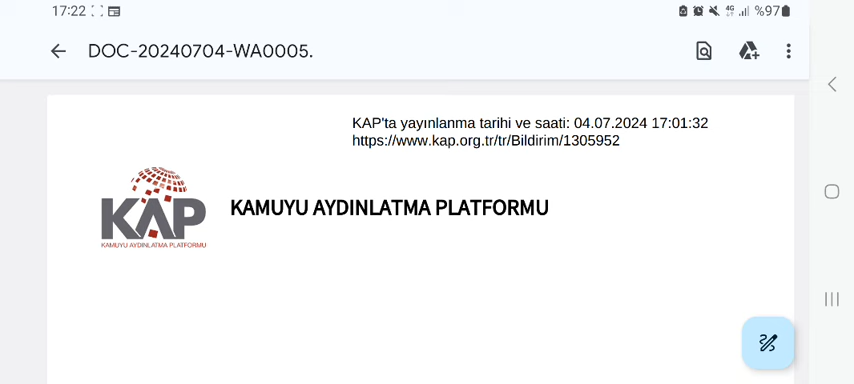 17:22
4G
%97
DOC-20240704-WA0005.
KAP'ta yayınlanma tarihi ve saati: 04.07.2024 17:01:32
https://www.kap.org.tr/tr/Bildirim/1305952
KAP
KAMUYU AYDINLATMA PLATFORMU
KAMUYU AYDINLATMA PLATFORMU